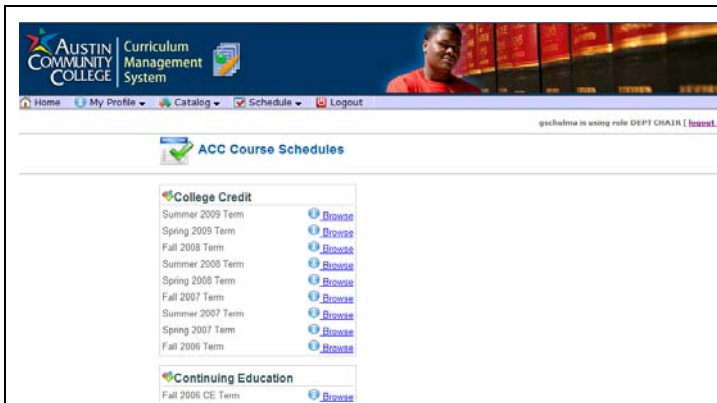 AUSTIN COMMUNITY COLLEGE
Curriculum Management System
Home My Profile Catalog Schedule Logout
gschulma is using role DEPT CHAIR [ logout
ACC Course Schedules
College Credit
Summer 2009 Term Browse
Spring 2009 Term Browse
Fall 2008 Term Browse
Summer 2008 Term Browse
Spring 2008 Term Browse
Fall 2007 Term Browse
Summer 2007 Term Browse
Spring 2007 Term Browse
Fall 2006 Term Browse
Continuing Education
Fall 2006 CE Term Browse